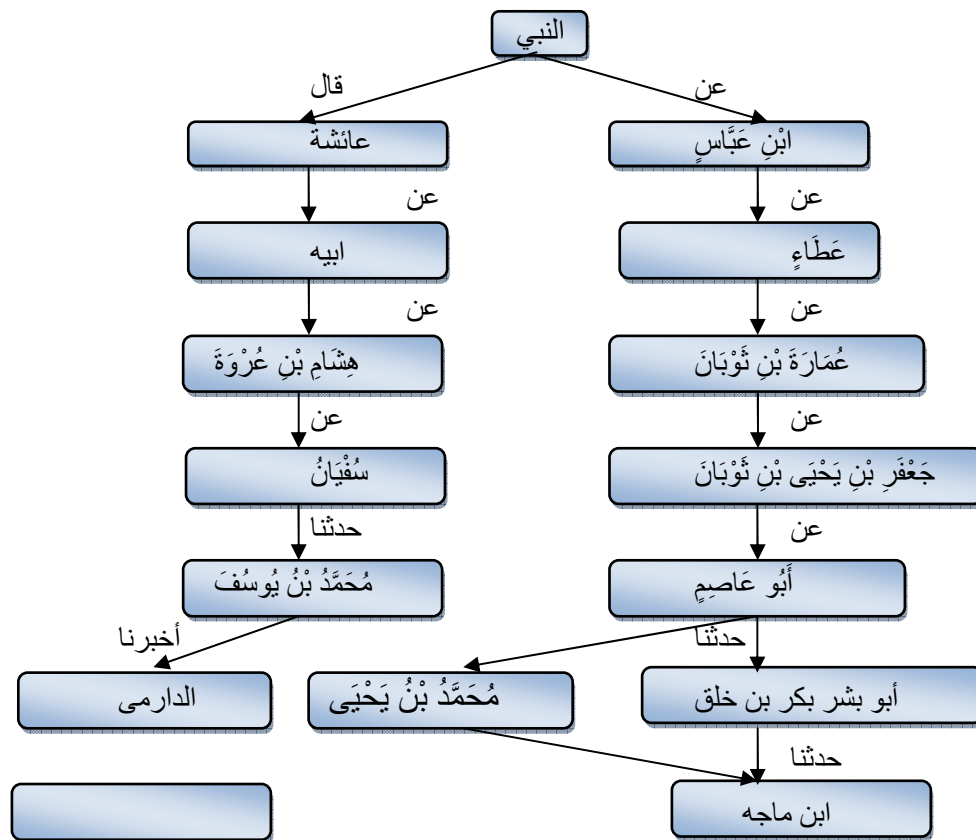 النبي
عن
قال
ابْنِ عَبَّاسٍ
عائشة
عن
عن
عَطَاءٍ
ابيه
عن
عن
عُمَارَةَ بْنِ ثَوْبَانَ
هِشَامِ بْنِ عُرْوَةَ
عن
عن
جَعْفَرِ بْنِ يَحْيَى بْنِ ثَوْبَانَ
سُفْيَانُ
عن
حدثنا
أَبُو عَاصِمٍ
مُحَمَّدُ بْنُ يُوسُفَ
حدثنا
أخبرنا
أبو بشر بكر بن خلق
مُحَمَّدُ بْنُ يَحْيَى
الدارمى
حدثنا
ابن ماجه